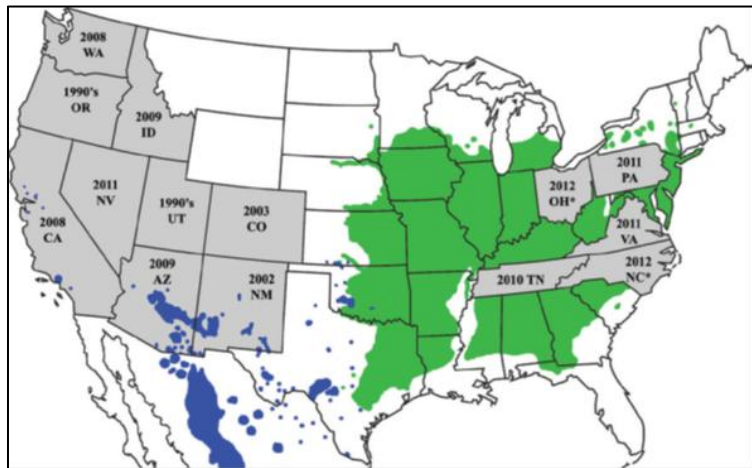 2008
WA
1990's
OR
2009
ID
2011
NV
1990's
UT
2003
CO
2008
CA
2009
AZ
2002
NM
2012
OH*
2011
PA
2011
VA
2010 TN
2012
NC*